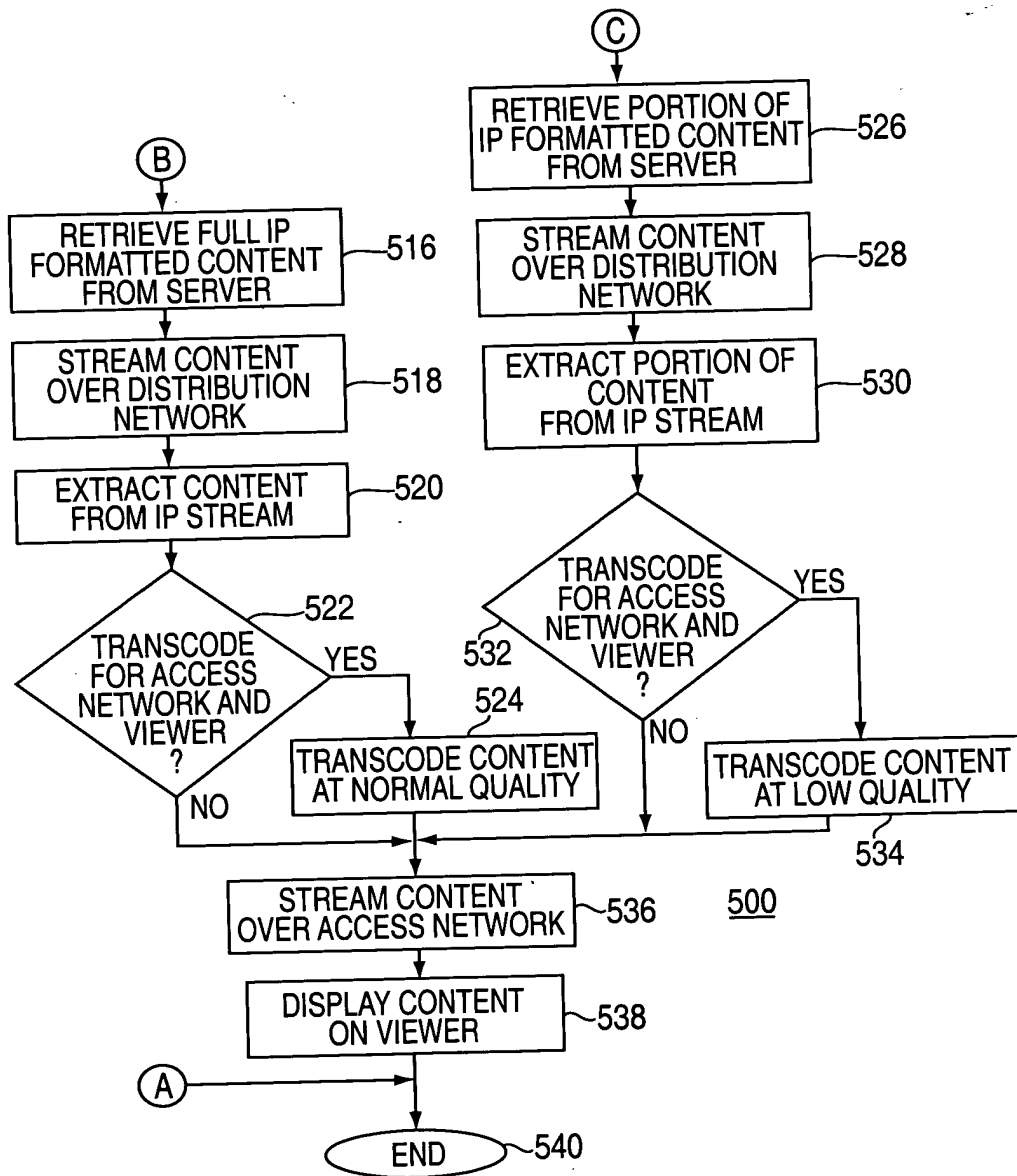 B
RETRIEVE FULL IP
FORMATTED CONTENT
FROM SERVER
516
STREAM CONTENT
OVER DISTRIBUTION
NETWORK
518
EXTRACT CONTENT
FROM IP STREAM
520
TRANSCODE
FOR ACCESS
NETWORK AND
VIEWER
?
522
YES
NO
524
TRANSCODE CONTENT
AT NORMAL QUALITY
C
RETRIEVE PORTION OF
IP FORMATTED CONTENT
FROM SERVER
526
STREAM CONTENT
OVER DISTRIBUTION
NETWORK
528
EXTRACT PORTION OF
CONTENT
FROM IP STREAM
530
TRANSCODE
FOR ACCESS
NETWORK AND
VIEWER
?
532
YES
NO
TRANSCODE CONTENT
AT LOW QUALITY
534
STREAM CONTENT
OVER ACCESS NETWORK
536
500
DISPLAY CONTENT
ON VIEWER
538
A
END
540